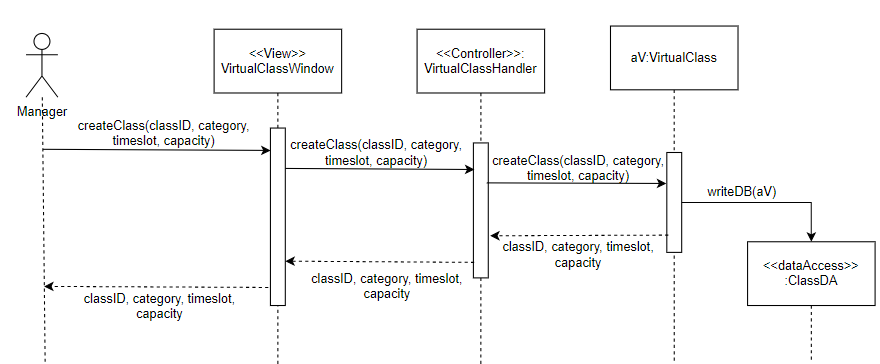 <<View>>
VirtualClassWindow
<<Controller>>:
VirtualClassHandler
aV:VirtualClass
Manager
createClass(classID, category,
timeslot, capacity)
createClass(classID, category,
timeslot, capacity)
createClass(classID, category,
timeslot, capacity)
writeDB(aV)
classID, category, timeslot,
capacity
<<dataAccess>>
:ClassDA
classID, category, timeslot,
capacity
classID, category, timeslot,
capacity